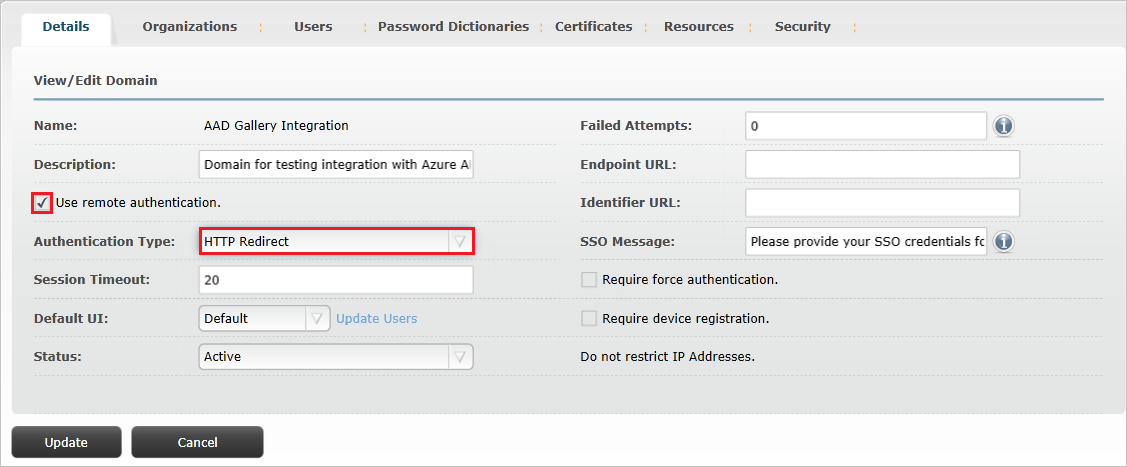 Details Organizations Users Password Dictionaries Certificates Resources Security
View/Edit Domain
Name: AAD Gallery Integration Failed Attempts: 0
Description: Domain for testing integration with Azure Endpoint URL:
Use remote authentication. Identifier URL:
Authentication Type: HTTP Redirect SSO Message: Please provide your SSO credentials
Session Timeout: 20 Require force authentication.
Default UI: Default Update Users Require device registration.
Status: Active Do not restrict IP Addresses.
Update Cancel